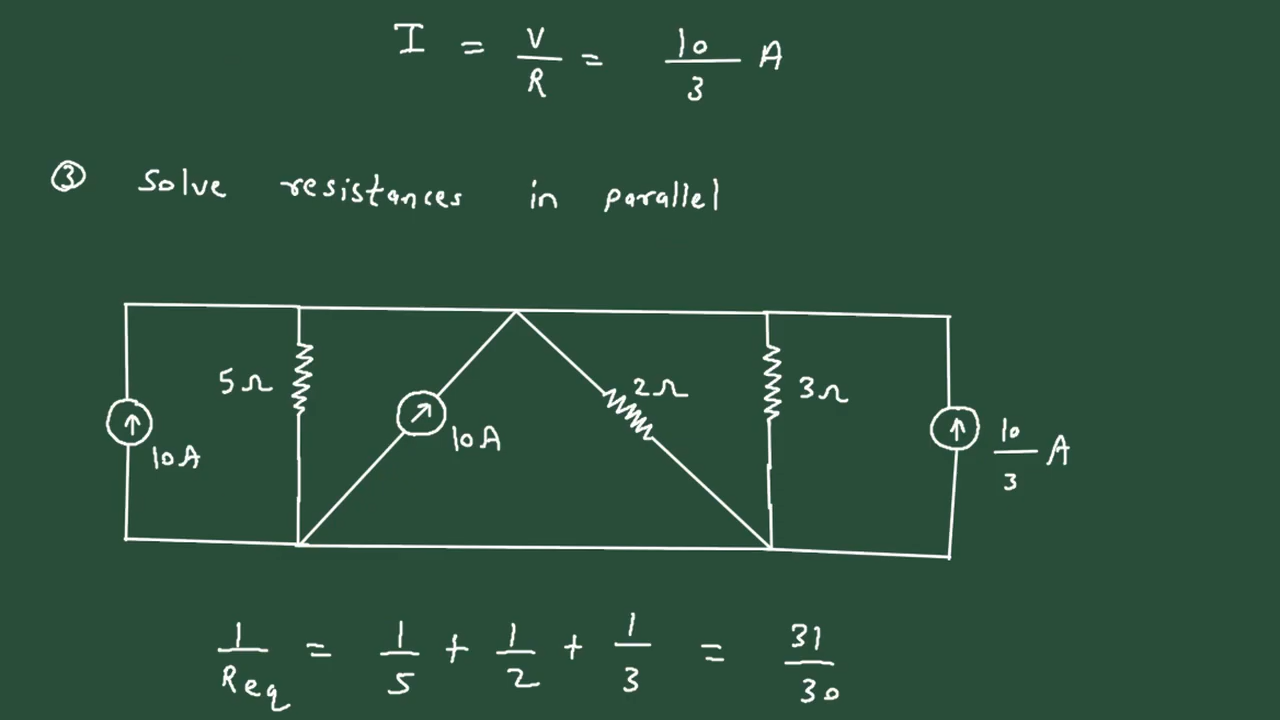 I = V/R = 10/3 A
③ Solve resistances in parallel
5Ω 2Ω 3Ω
10A 10A 10/3 A
1/Req = 1/5 + 1/2 + 1/3 = 31/30